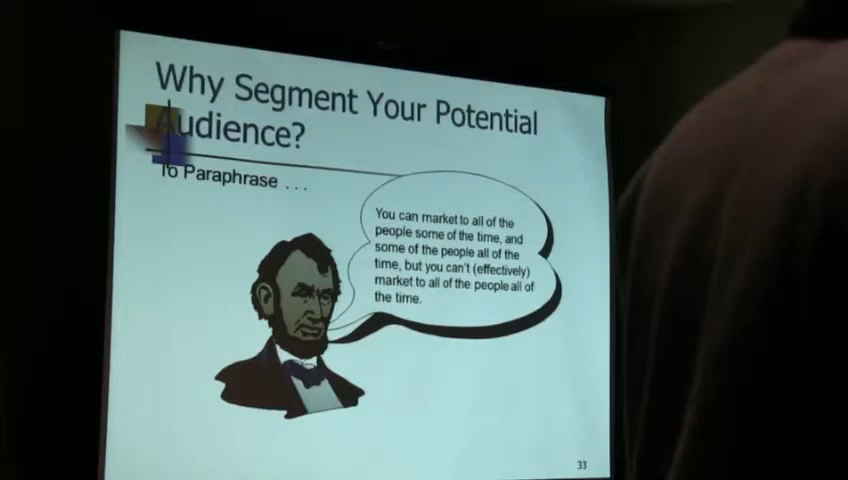 Why Segment Your Potential
Audience?
To Paraphrase . . .
You can market to all of the
people some of the time, and
some of the people all of the
time, but you can't (effectively)
market to all of the people all of
the time.
33